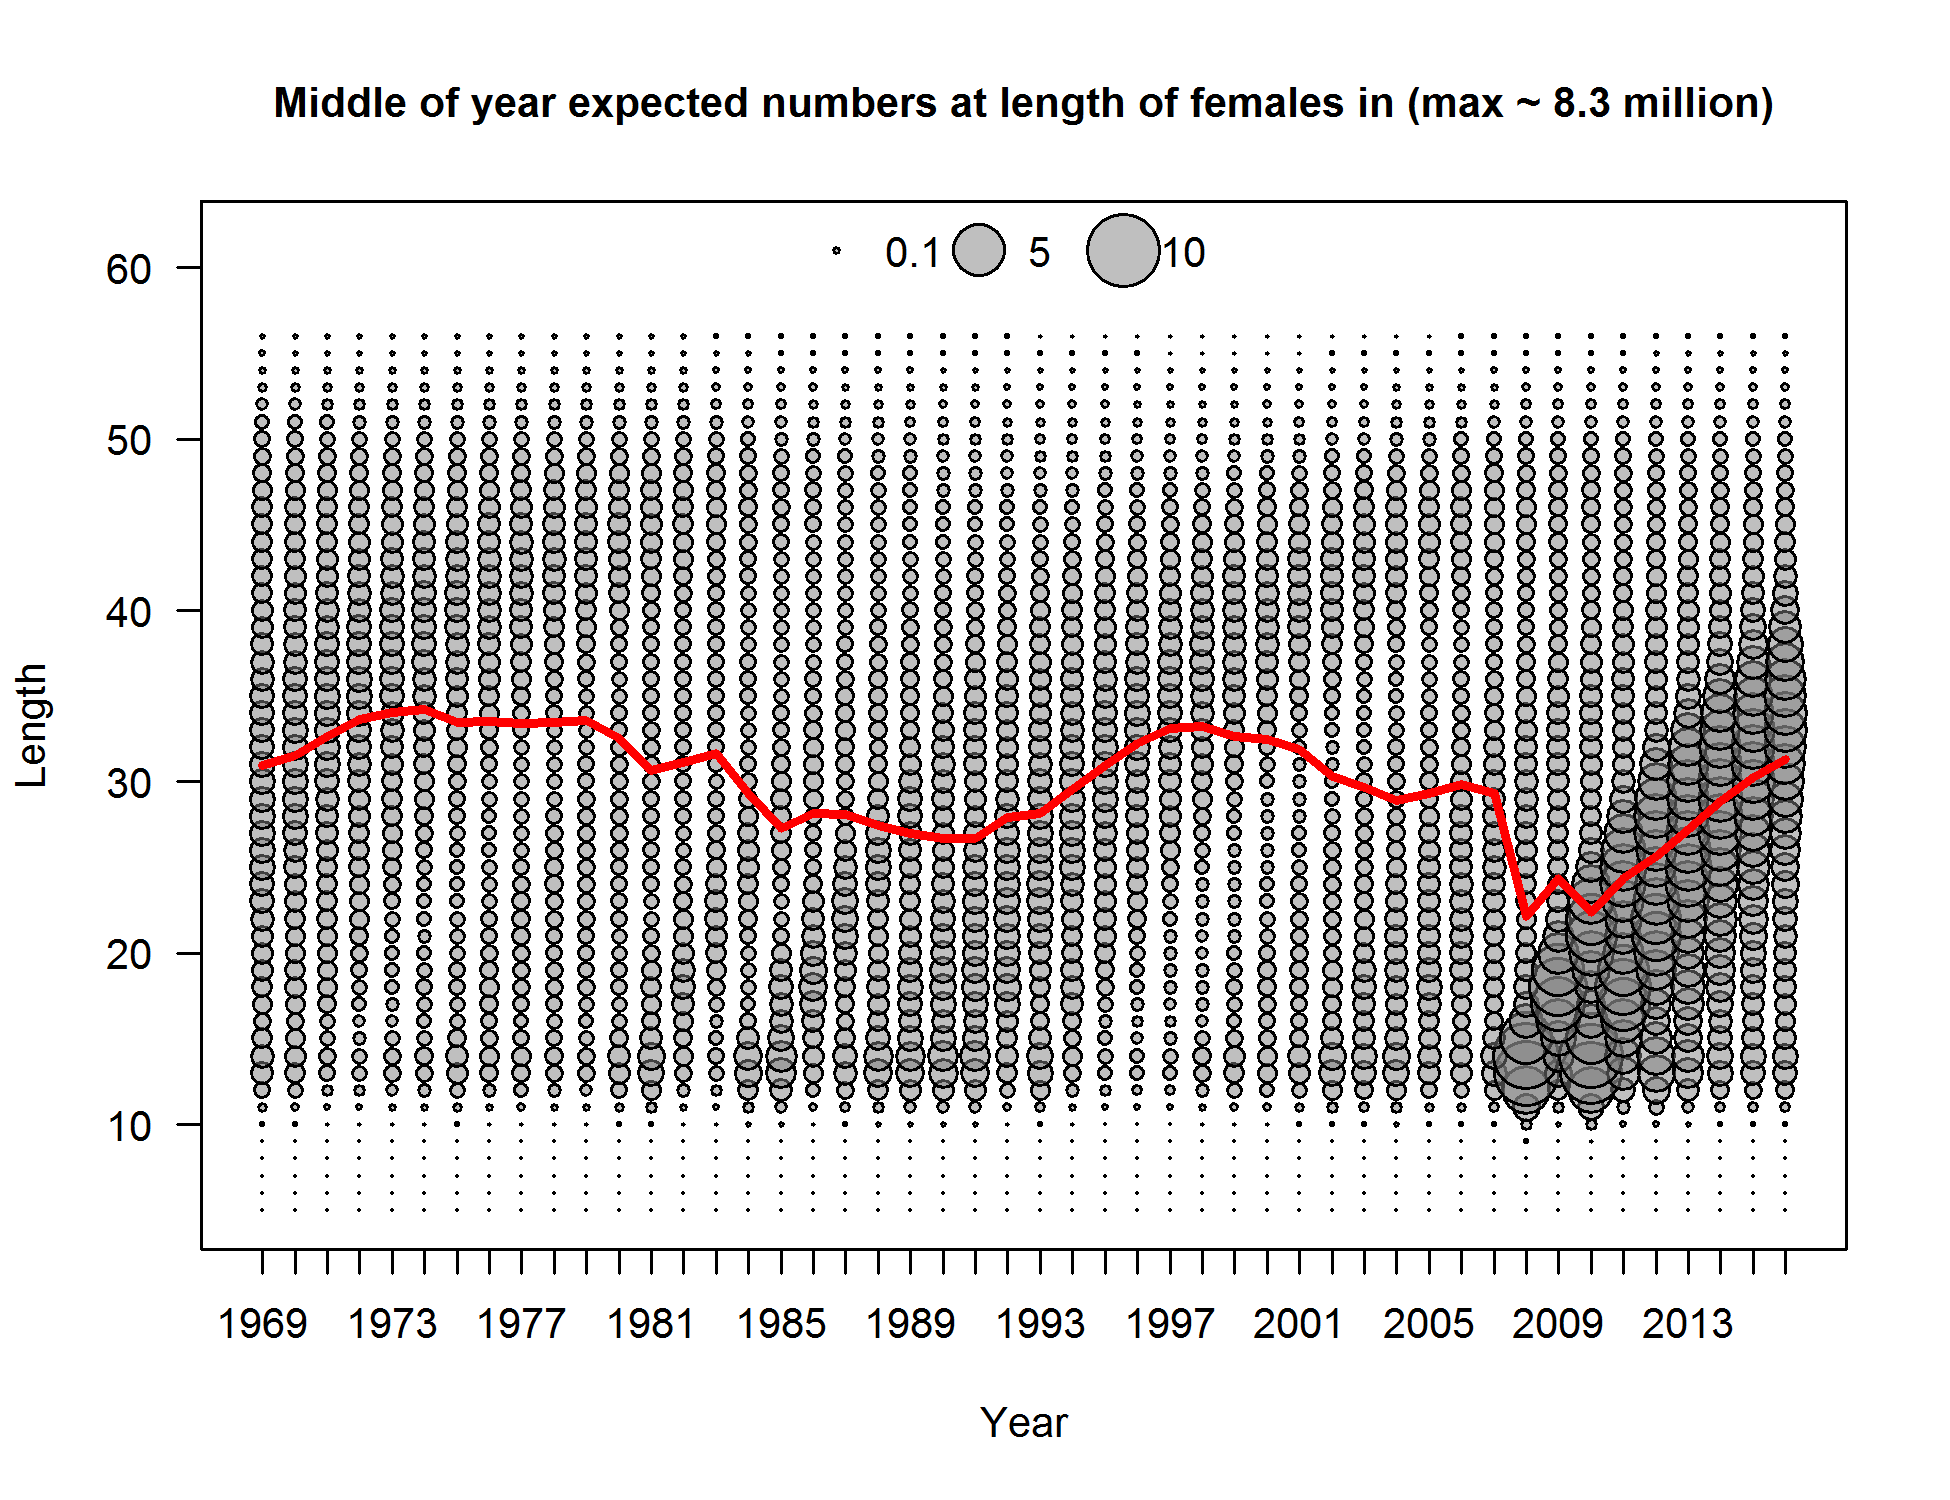 Middle of year expected numbers at length of females in (max ~ 8.3 million)
0.1 5 10
60
50
40
30
20
10
Length
1969 1973 1977 1981 1985 1989 1993 1997 2001 2005 2009 2013
Year